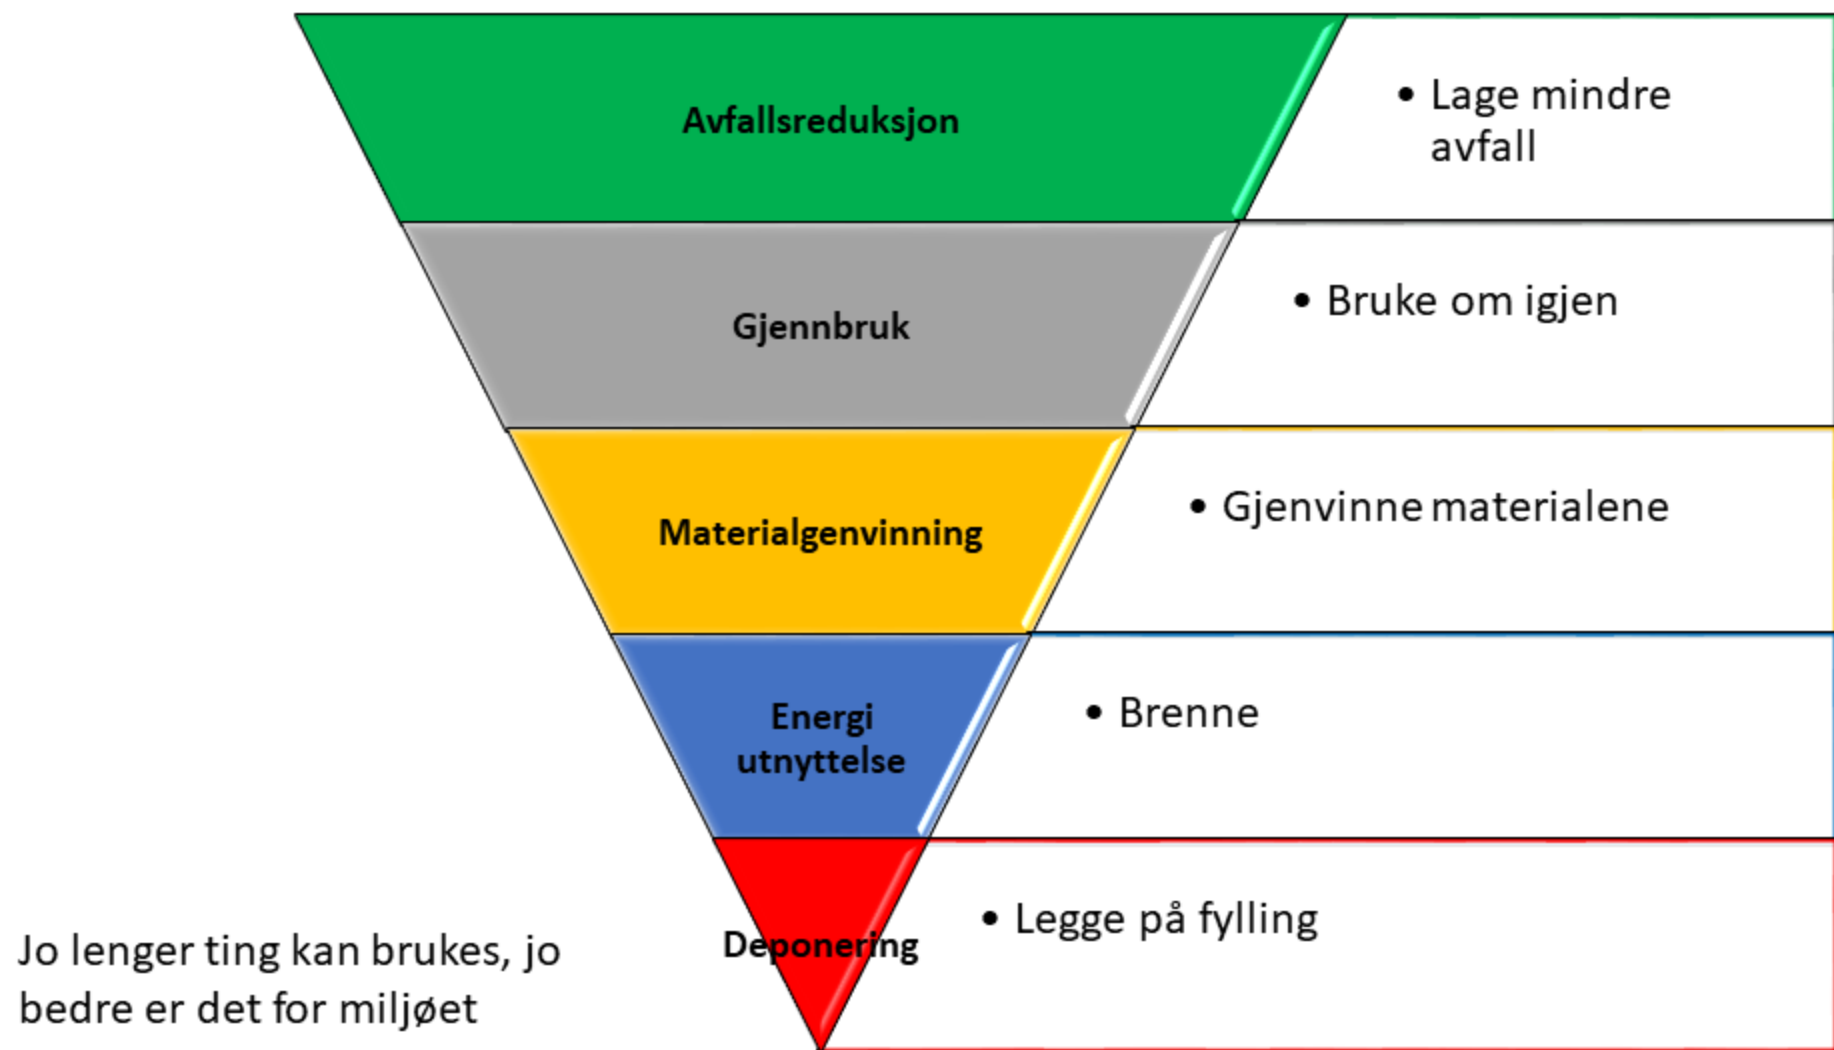 Avfallsreduksjon
• Lage mindre
avfall
Gjennbruk
• Bruke om igjen
Materialgenvinning
• Gjenvinne materialene
Energi
utnyttelse
• Brenne
Deponering
• Legge på fylling
Jo lenger ting kan brukes, jo
bedre er det for miljøet